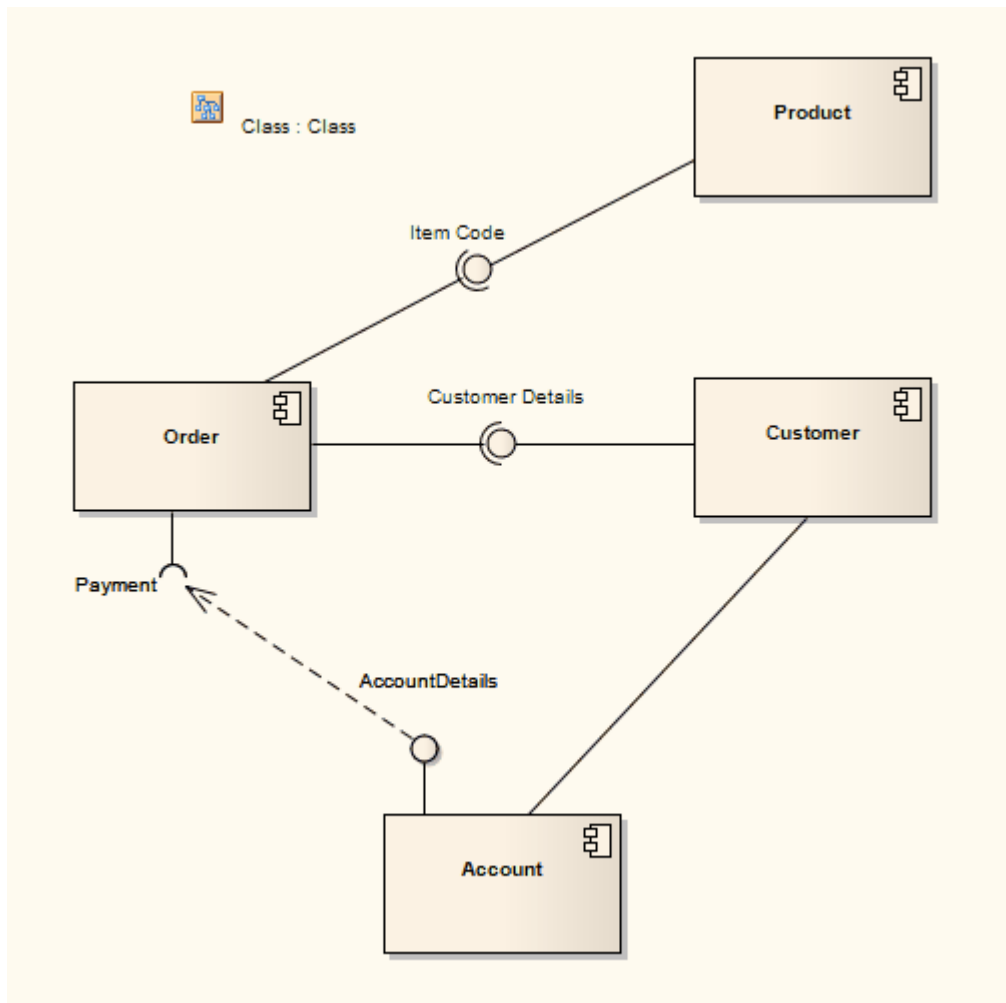 Product
Class : Class
Item Code
Customer Details
Order
Customer
Payment
AccountDetails
Account